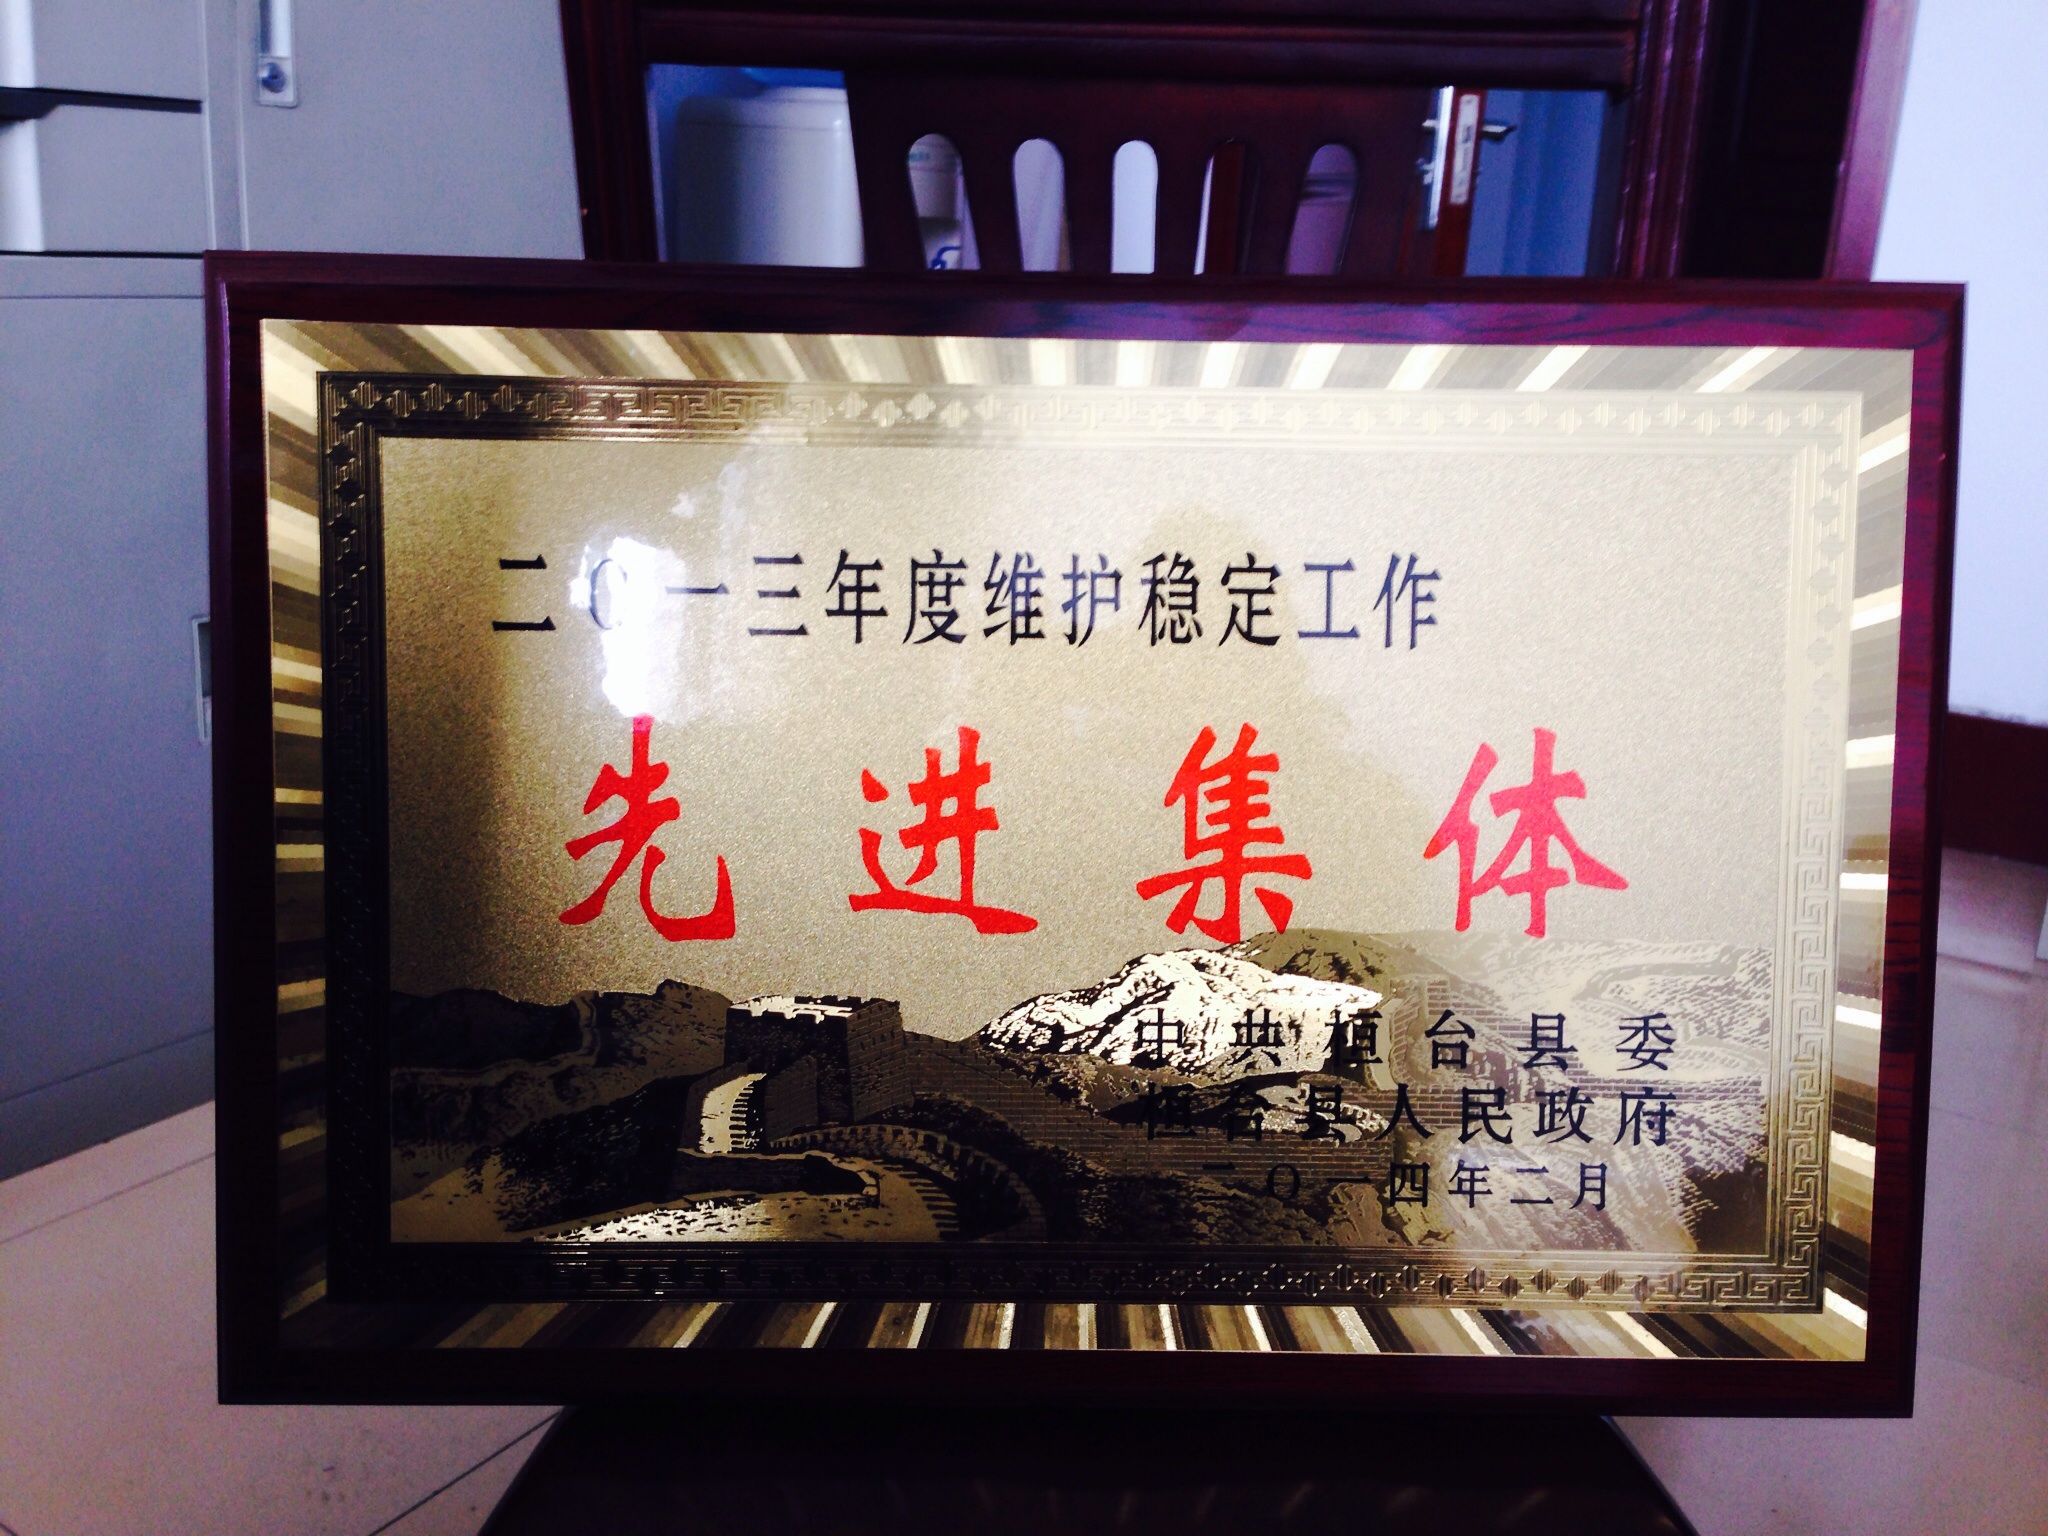 二〇一三年度维护稳定工作
先进集体
中共桓台县委
桓台县人民政府
二〇一四年二月